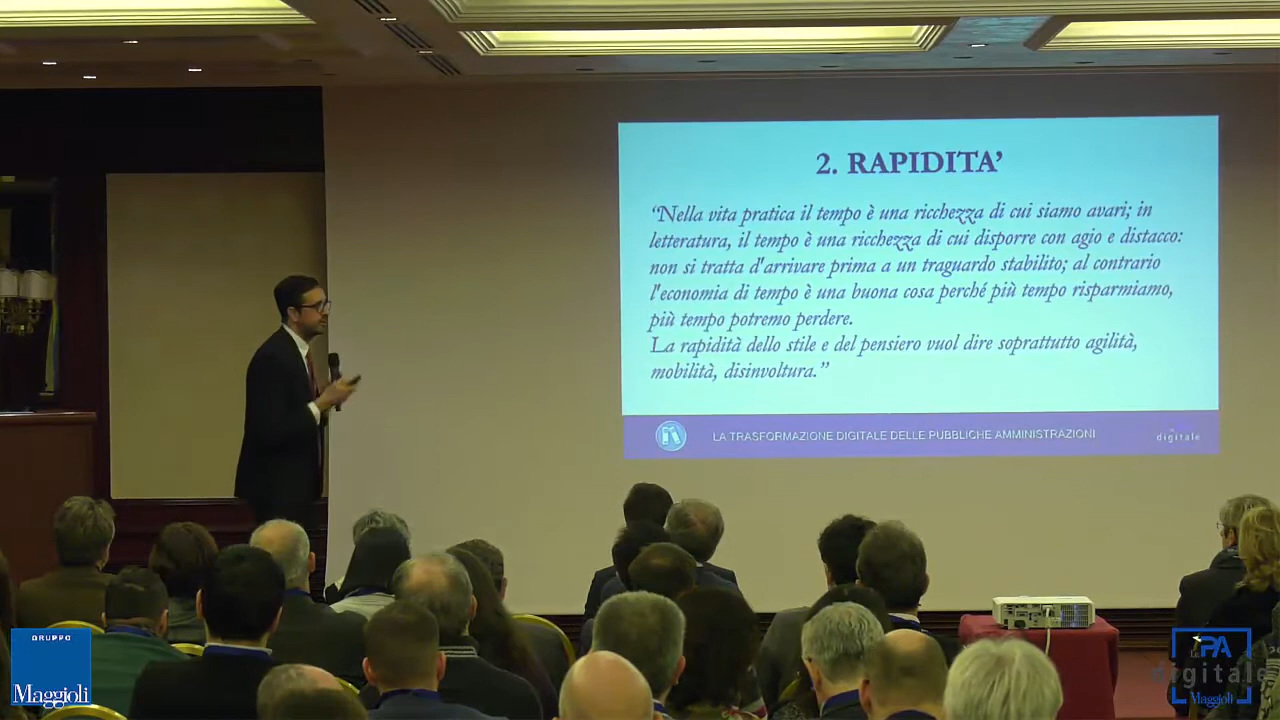 2. RAPIDITA’
“Nella vita pratica il tempo è una ricchezza di cui siamo avari; in
letteratura, il tempo è una ricchezza di cui disporre con agio e distacco:
non si tratta d'arrivare prima a un traguardo stabilito; al contrario
l'economia di tempo è una buona cosa perché più tempo risparmiamo,
più tempo potremo perdere.
La rapidità dello stile e del pensiero vuol dire soprattutto agilità,
mobilità, disinvoltura.”
LA TRASFORMAZIONE DIGITALE DELLE PUBBLICHE AMMINISTRAZIONI
digitale
GRUPPO
Maggioli
PA
digitale
Maggioli